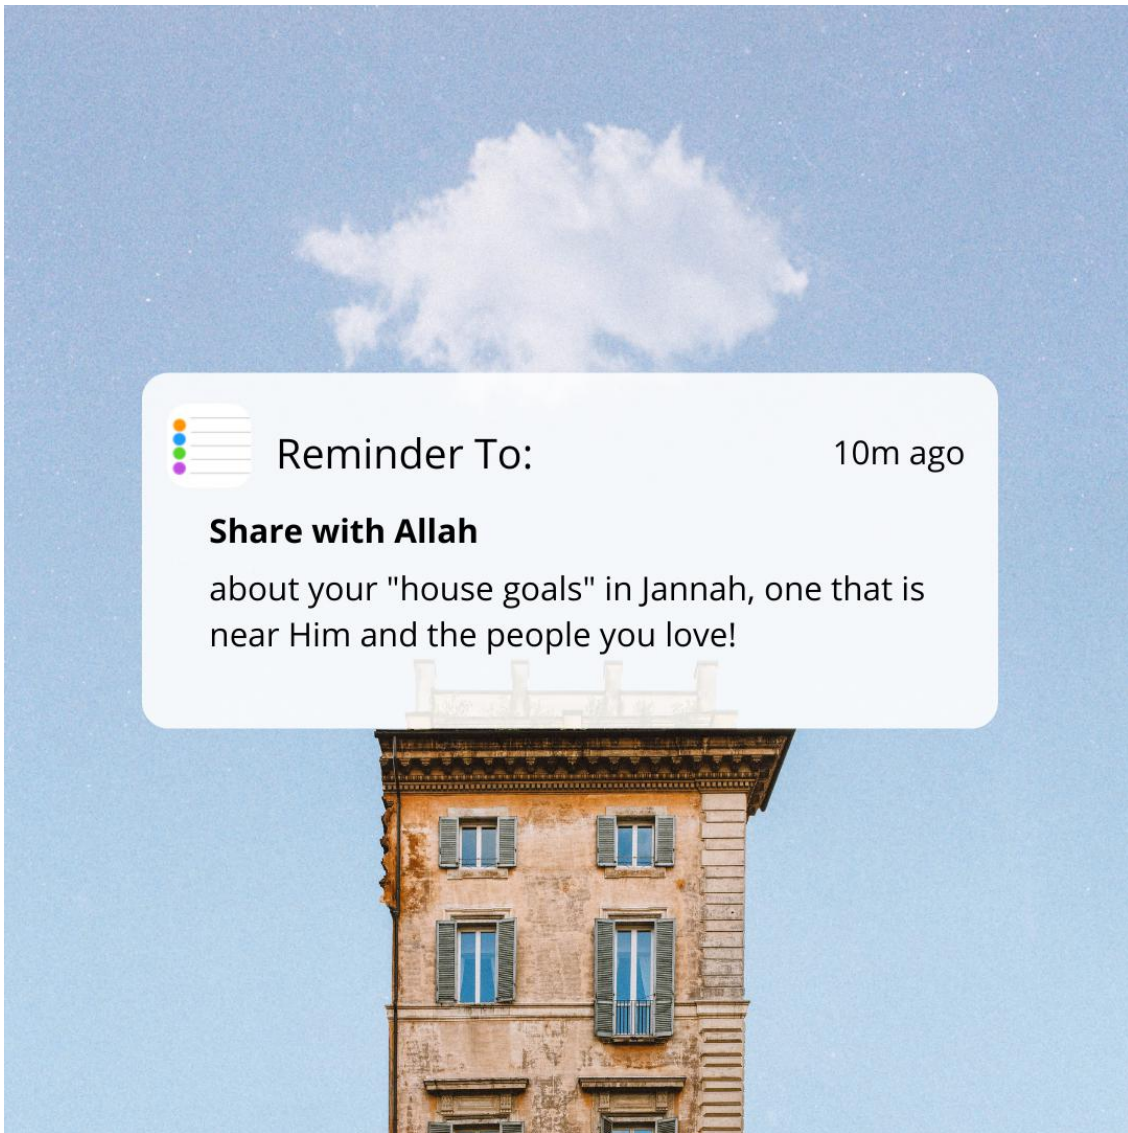 Reminder To:
10m ago
Share with Allah
about your "house goals" in Jannah, one that is
near Him and the people you love!